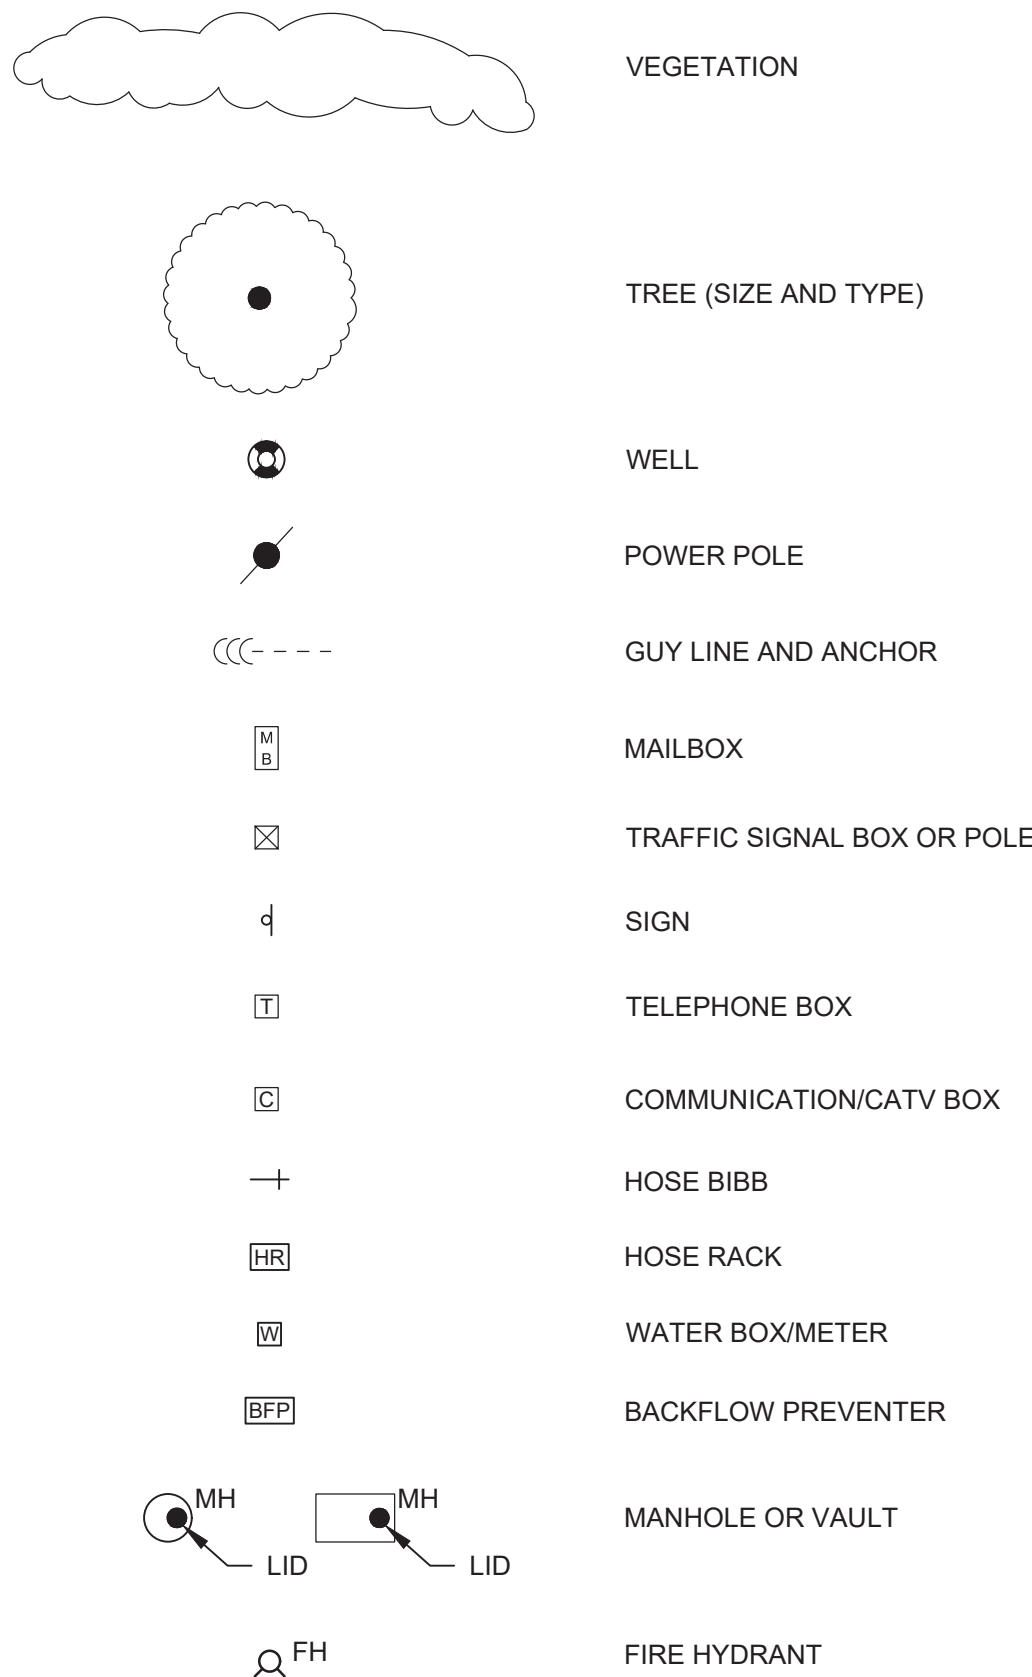 VEGETATION
TREE (SIZE AND TYPE)
WELL
POWER POLE
GUY LINE AND ANCHOR
M
B
MAILBOX
TRAFFIC SIGNAL BOX OR POLE
SIGN
T TELEPHONE BOX
C COMMUNICATION/CATV BOX
HOSE BIBB
HR HOSE RACK
W WATER BOX/METER
BFP BACKFLOW PREVENTER
MH MH MANHOLE OR VAULT
LID LID
FH FIRE HYDRANT